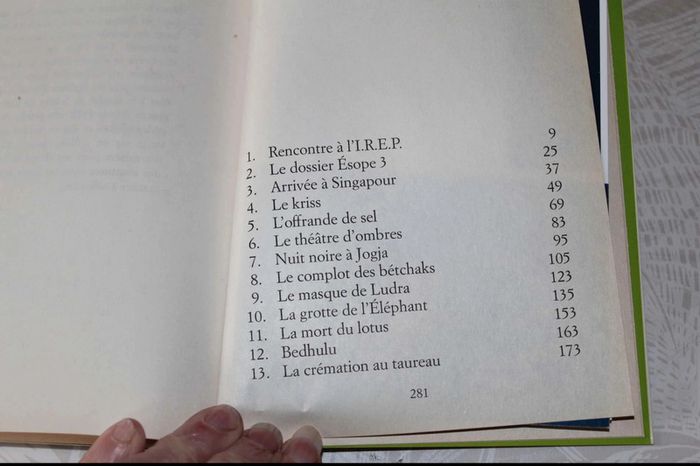 1. Rencontre à l'I.R.E.P. 9
2. Le dossier Ésope 3 25
3. Arrivée à Singapour 37
4. Le kriss 49
5. L'offrande de sel 69
6. Le théâtre d'ombres 83
7. Nuit noire à Jogja 95
8. Le complot des bétchaks 105
9. Le masque de Ludra 123
10. La grotte de l'Éléphant 135
11. La mort du lotus 153
12. Bedhulu 163
13. La crémation au taureau 173
281